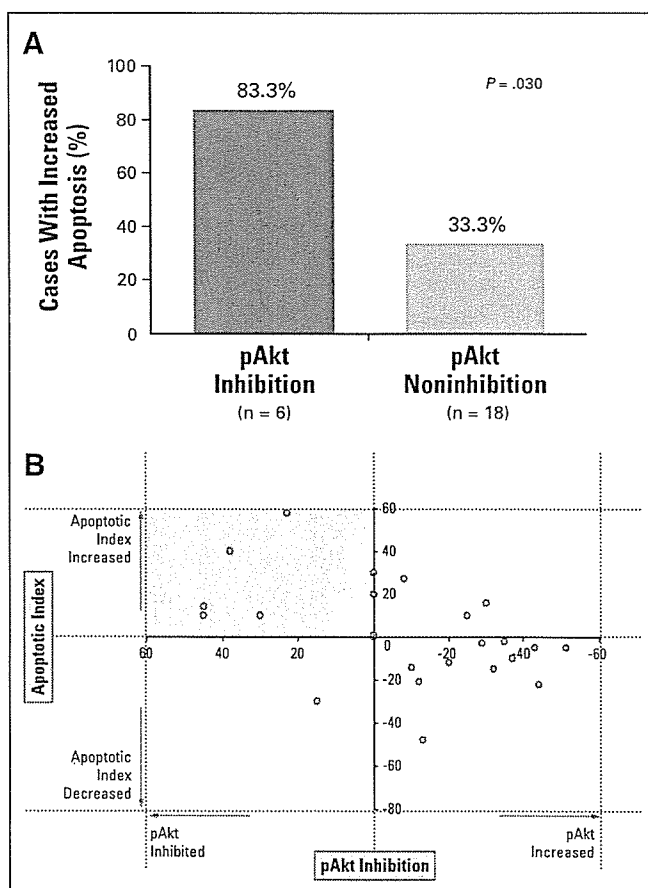 A
Cases With Increased
Apoptosis (%)
100
80
60
40
20
0
83.3%
33.3%
P = .030
pAkt
Inhibition
(n = 6)
pAkt
Noninhibition
(n = 18)
B
Apoptotic Index
Apoptotic
Index
Increased
Apoptotic
Index
Decreased
60
40
20
0
-20
-40
-60
-80
60
40
20
-20
-40
-60
pAkt
Inhibited
pAkt Inhibition
pAkt
Increased